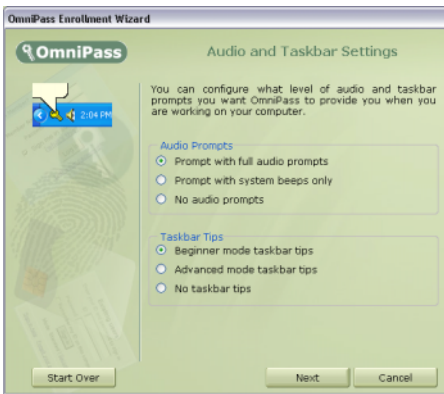 OmniPass Enrollment Wizard
OmniPass
Audio and Taskbar Settings
2:04 PM
You can configure what level of audio and taskbar
prompts you want OmniPass to provide you when you
are working on your computer.
Audio Prompts
Prompt with full audio prompts
Prompt with system beeps only
No audio prompts
Taskbar Tips
Beginner mode taskbar tips
Advanced mode taskbar tips
No taskbar tips
Start Over
Next
Cancel